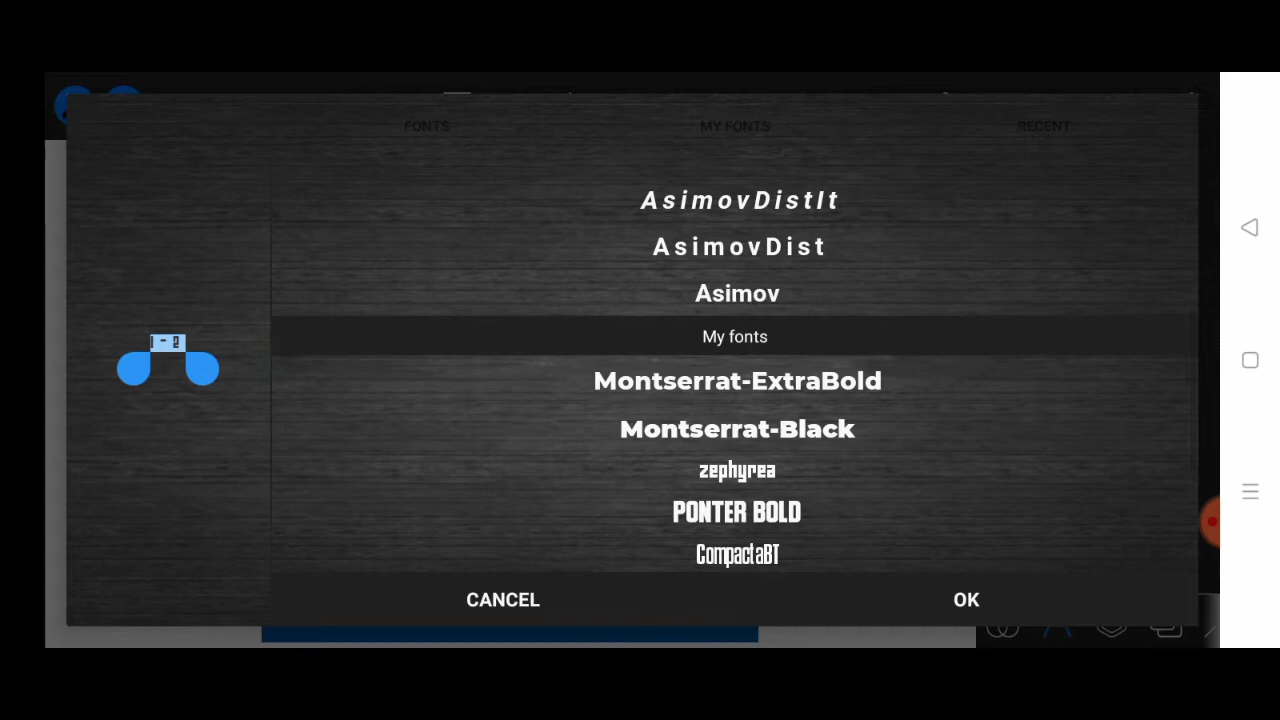 FONTS MY FONTS RECENT
AsimovDistIt
AsimovDist
Asimov
My fonts
Montserrat-ExtraBold
Montserrat-Black
zephyrea
PONTER BOLD
CompactaBT
CANCEL OK